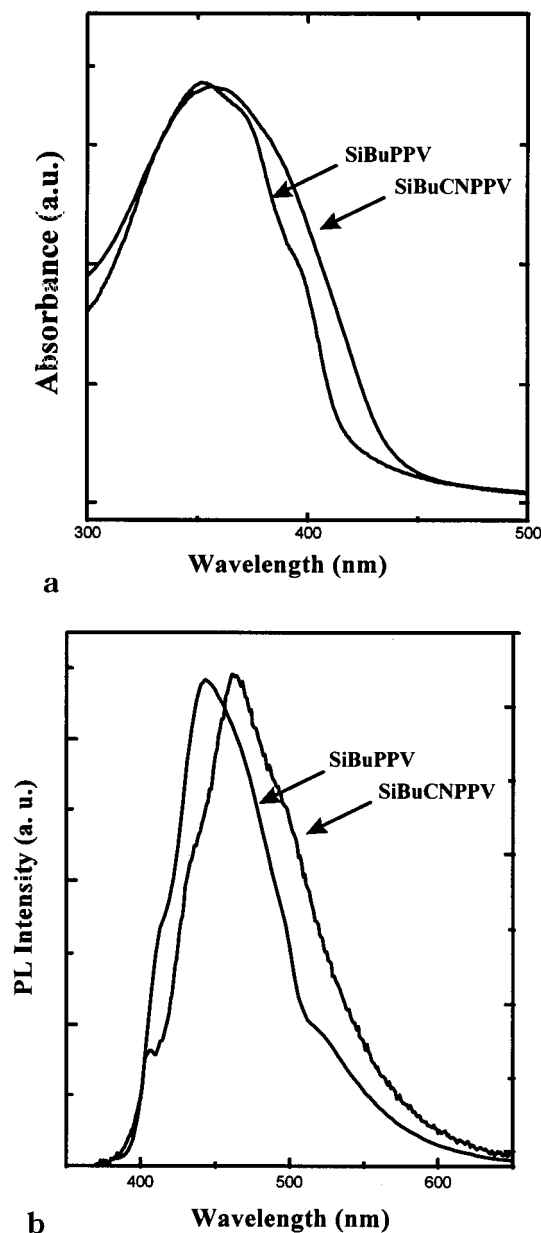 SiBuPPV
SiBuCNPPV
Absorbance (a.u.)
300
400
500
Wavelength (nm)
a
SiBuPPV
SiBuCNPPV
PL Intensity (a. u.)
400
500
600
Wavelength (nm)
b